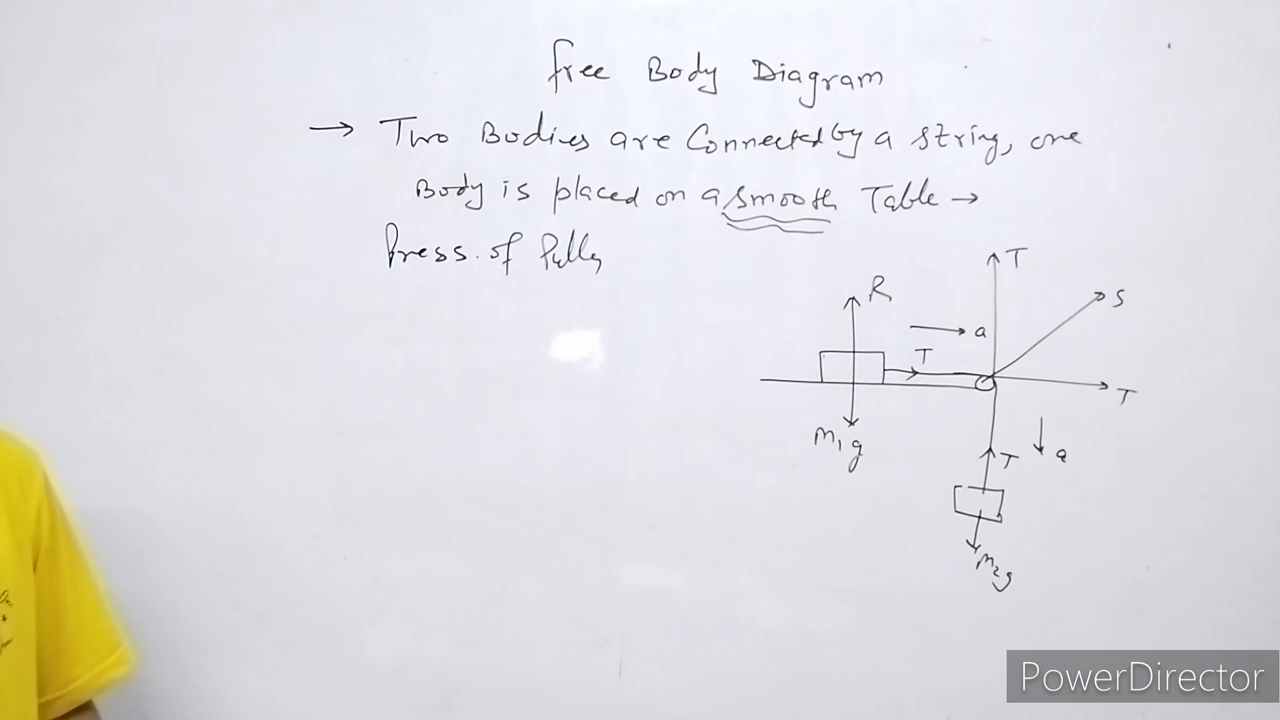 free Body Diagram
→ Two Bodies are Connected by a string, one
Body is placed on a smooth Table →
Press. of Pully
T
R
S
a
T
T
m₁g
T
a
m₂g
PowerDirector